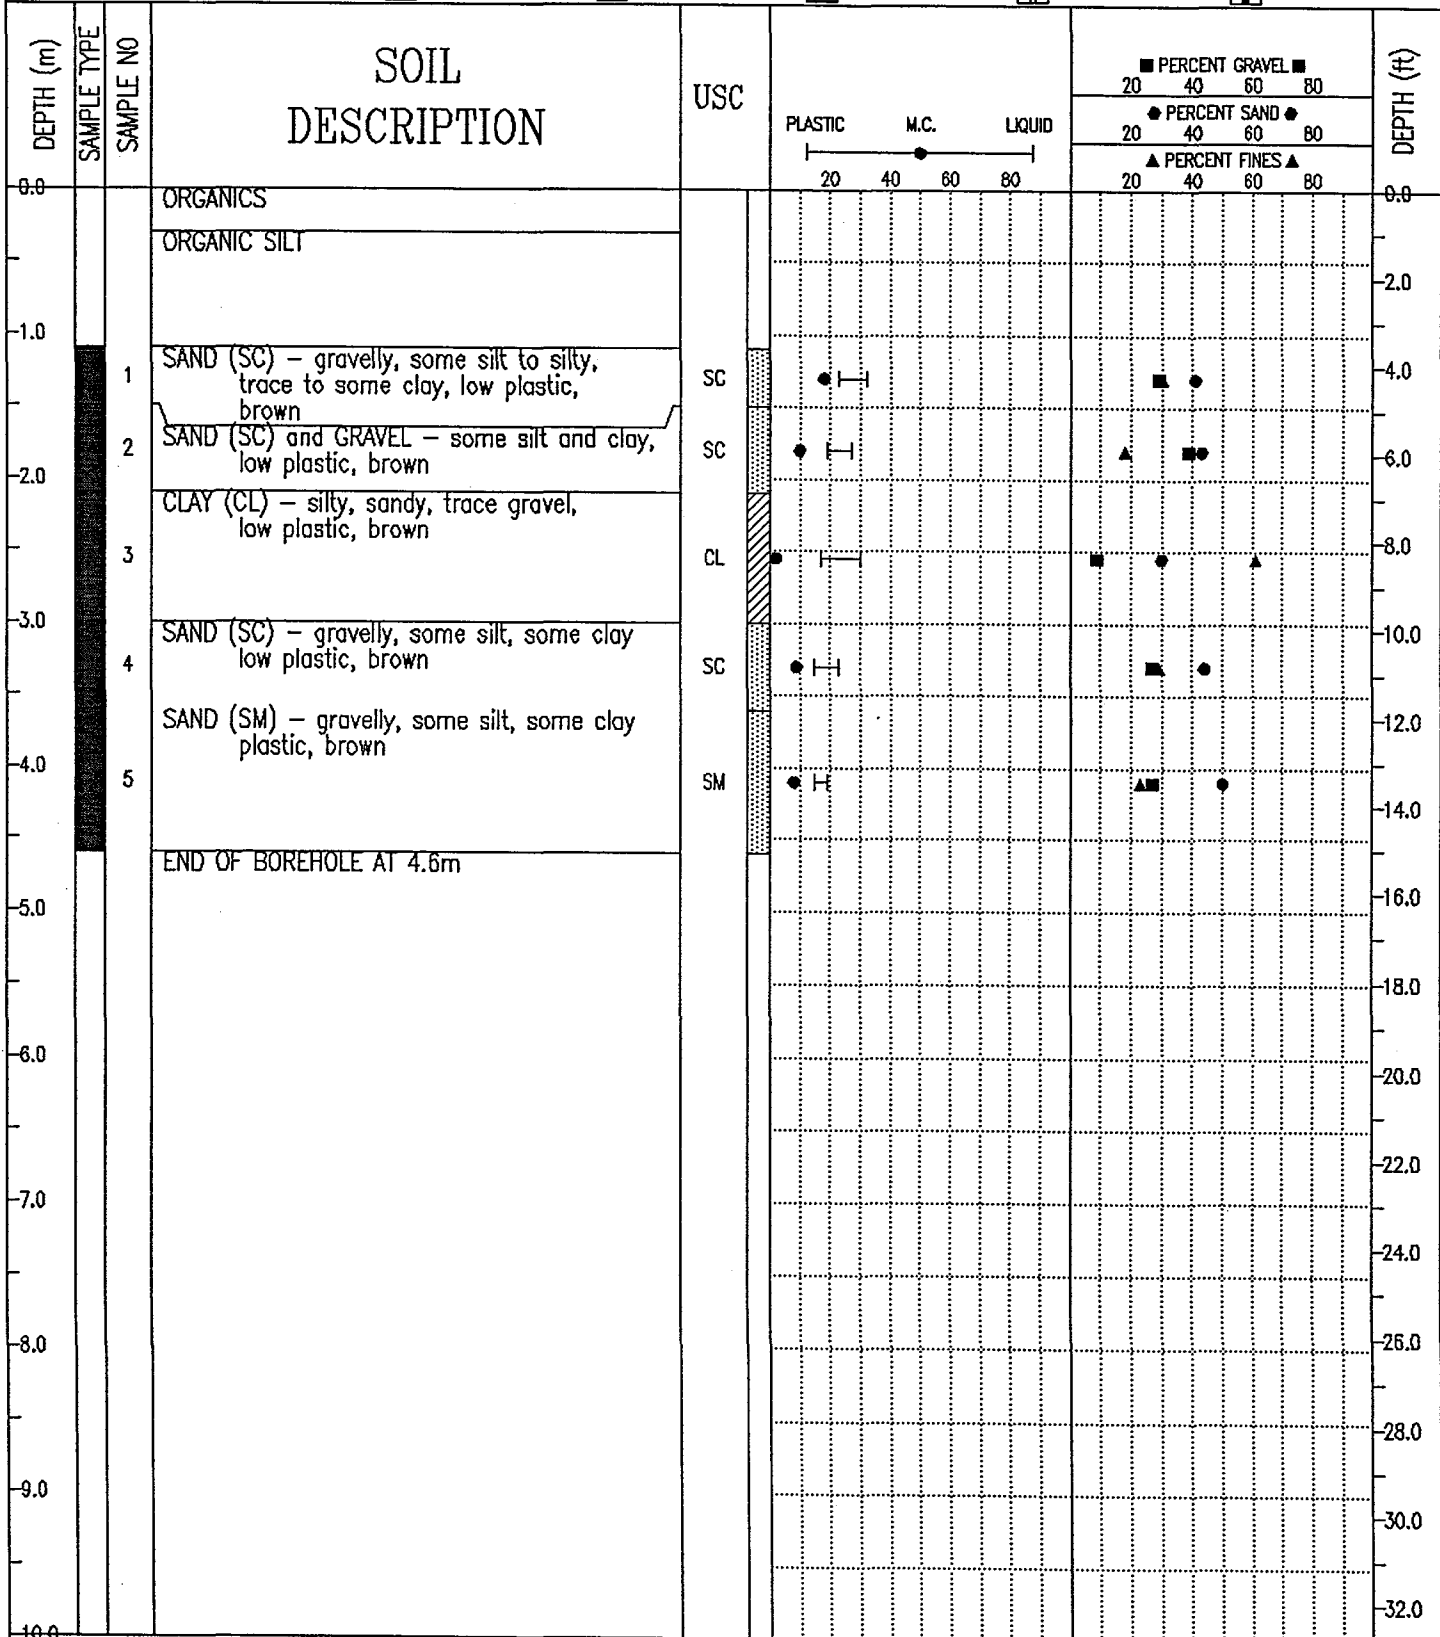 DEPTH (m)
SAMPLE TYPE
SAMPLE NO
SOIL
DESCRIPTION
USC
PLASTIC M.C. LIQUID
20 40 60 80
■ PERCENT GRAVEL ■
20 40 60 80
● PERCENT SAND ●
20 40 60 80
▲ PERCENT FINES ▲
20 40 60 80
DEPTH (ft)
0.0
ORGANICS
0.0
ORGANIC SILT
2.0
1.0
1
SAND (SC) – gravelly, some silt to silty,
trace to some clay, low plastic,
brown
SC
4.0
2
SAND (SC) and GRAVEL – some silt and clay,
low plastic, brown
SC
6.0
2.0
CLAY (CL) – silty, sandy, trace gravel,
low plastic, brown
3
CL
8.0
3.0
SAND (SC) – gravelly, some silt, some clay
low plastic, brown
4
SC
10.0
SAND (SM) – gravelly, some silt, some clay
plastic, brown
12.0
4.0
5
SM
14.0
END OF BOREHOLE AT 4.6m
5.0
16.0
18.0
6.0
20.0
22.0
7.0
24.0
8.0
26.0
28.0
9.0
30.0
32.0
10.0